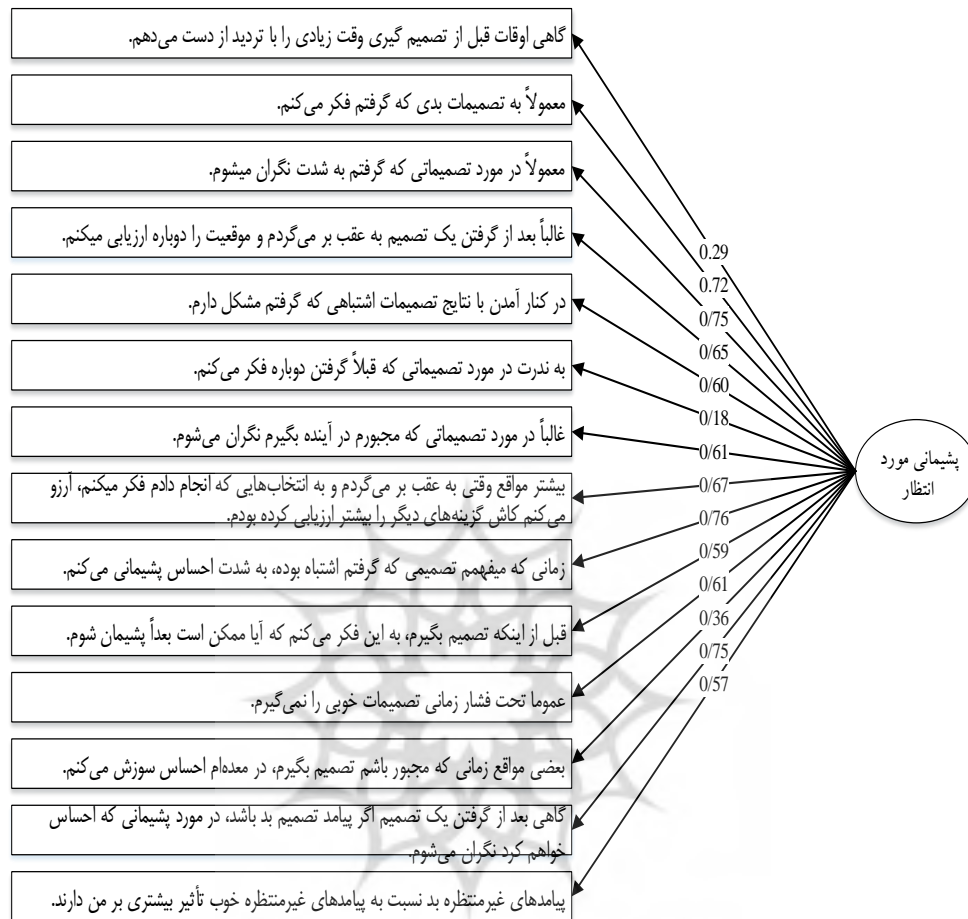 گاهی اوقات قبل از تصمیم گیری وقت زیادی را با تردید از دست می‌دهم.
معمولاً به تصمیمات بدی که گرفتم فکر می‌کنم.
معمولاً در مورد تصمیماتی که گرفتم به شدت نگران میشوم.
غالباً بعد از گرفتن یک تصمیم به عقب بر می‌گردم و موقعیت را دوباره ارزیابی میکنم.
در کنار آمدن با نتایج تصمیمات اشتباهی که گرفتم مشکل دارم.
به ندرت در مورد تصمیماتی که قبلاً گرفتن دوباره فکر می‌کنم.
غالباً در مورد تصمیماتی که مجبورم در آینده بگیرم نگران می‌شوم.
بیشتر مواقع وقتی به عقب بر می‌گردم و به انتخاب‌هایی که انجام دادم فکر میکنم، آرزو
می‌کنم کاش گزینه‌های دیگر را بیشتر ارزیابی کرده بودم.
زمانی که میفهمم تصمیمی که گرفتم اشتباه بوده، به شدت احساس پشیمانی می‌کنم.
قبل از اینکه تصمیم بگیرم، به این فکر می‌کنم که آیا ممکن است بعداً پشیمان شوم.
عموما تحت فشار زمانی تصمیمات خوبی را نمی‌گیرم.
بعضی مواقع زمانی که مجبور باشم تصمیم بگیرم، در معده‌ام احساس سوزش می‌کنم.
گاهی بعد از گرفتن یک تصمیم اگر پیامد تصمیم بد باشد، در مورد پشیمانی که احساس
خواهم کرد نگران می‌شوم.
پیامدهای غیرمنتظره بد نسبت به پیامدهای غیرمنتظره خوب تأثیر بیشتری بر من دارند.
0.29
0.72
0/75
0/65
0/60
0/18
0/61
0/67
0/76
0/59
0/61
0/36
0/75
0/57
پشیمانی مورد
انتظار